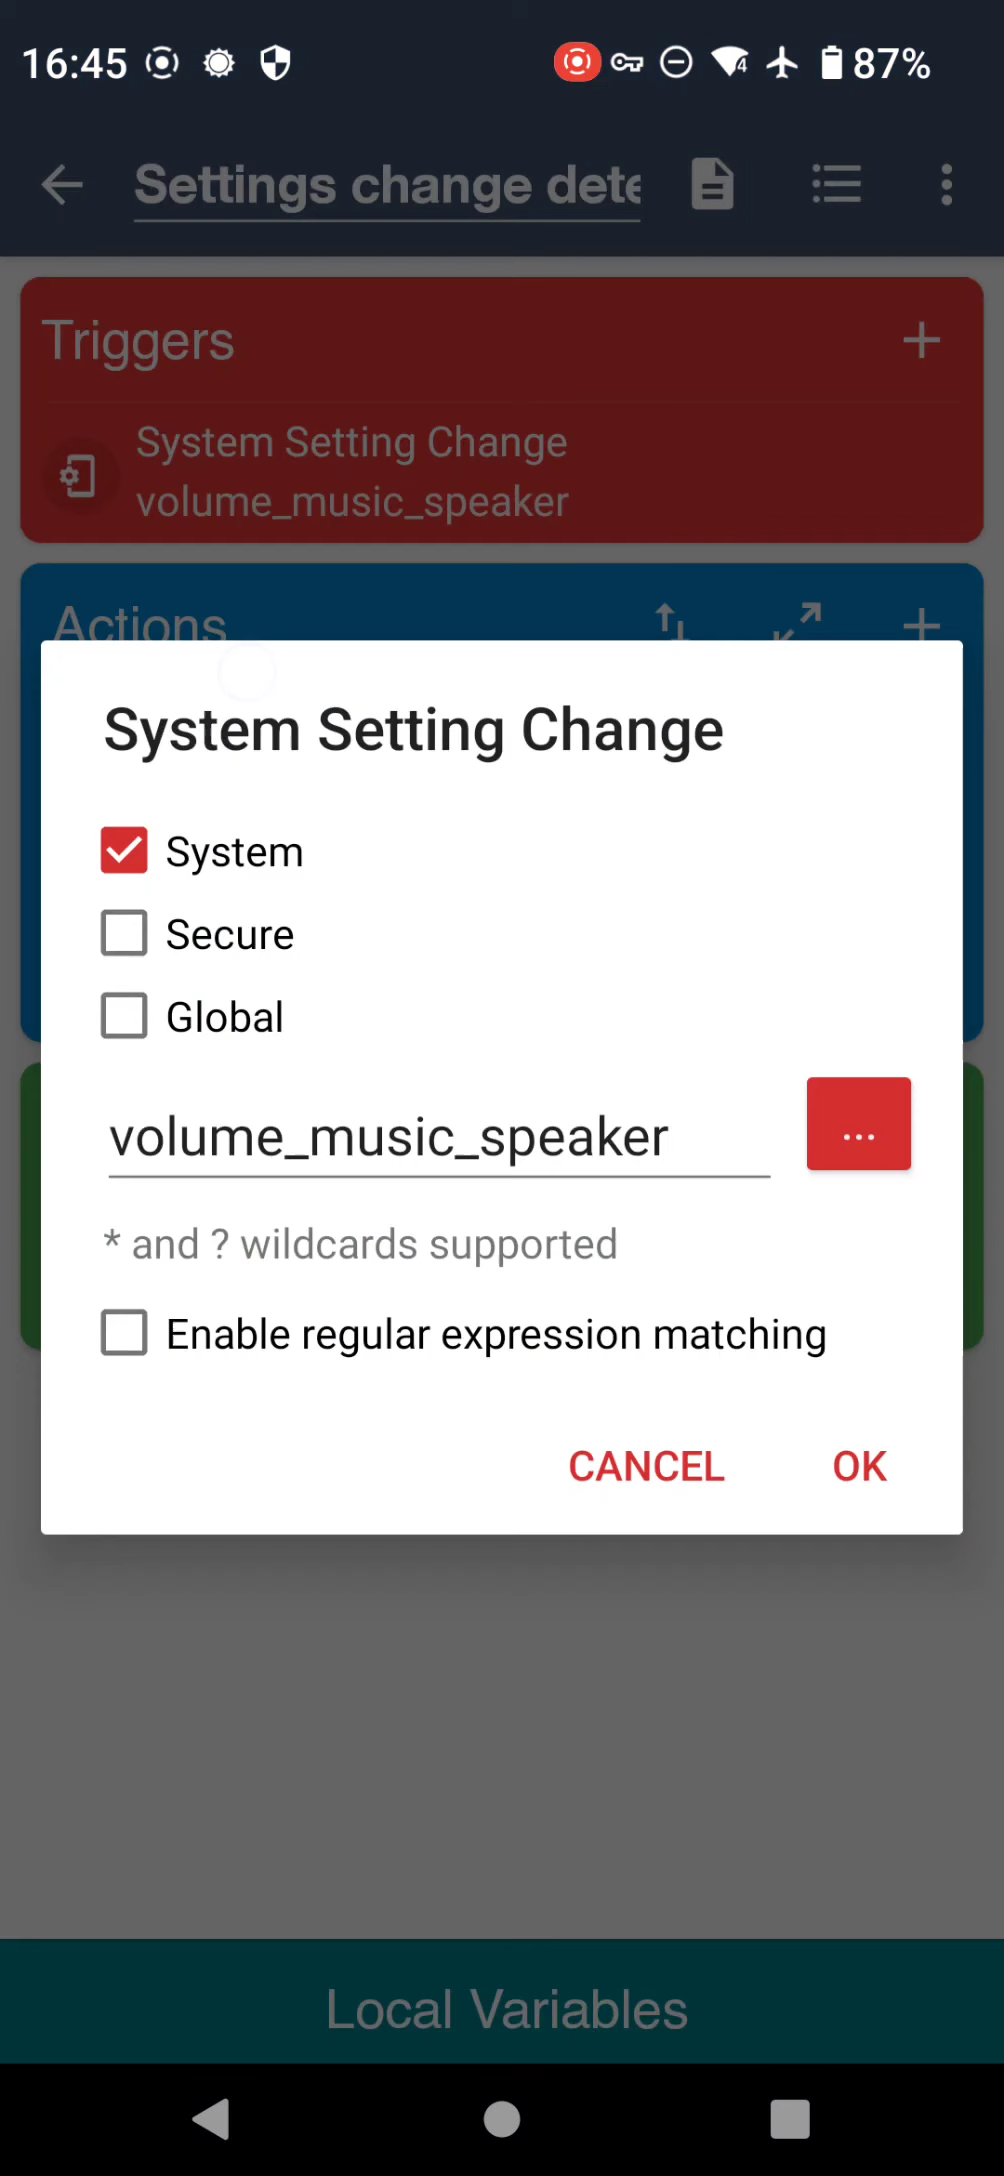 16:45
4
87%
Settings change dete
Triggers
System Setting Change
volume_music_speaker
Actions
System Setting Change
System
Secure
Global
volume_music_speaker
...
* and ? wildcards supported
Enable regular expression matching
CANCEL
OK
Local Variables